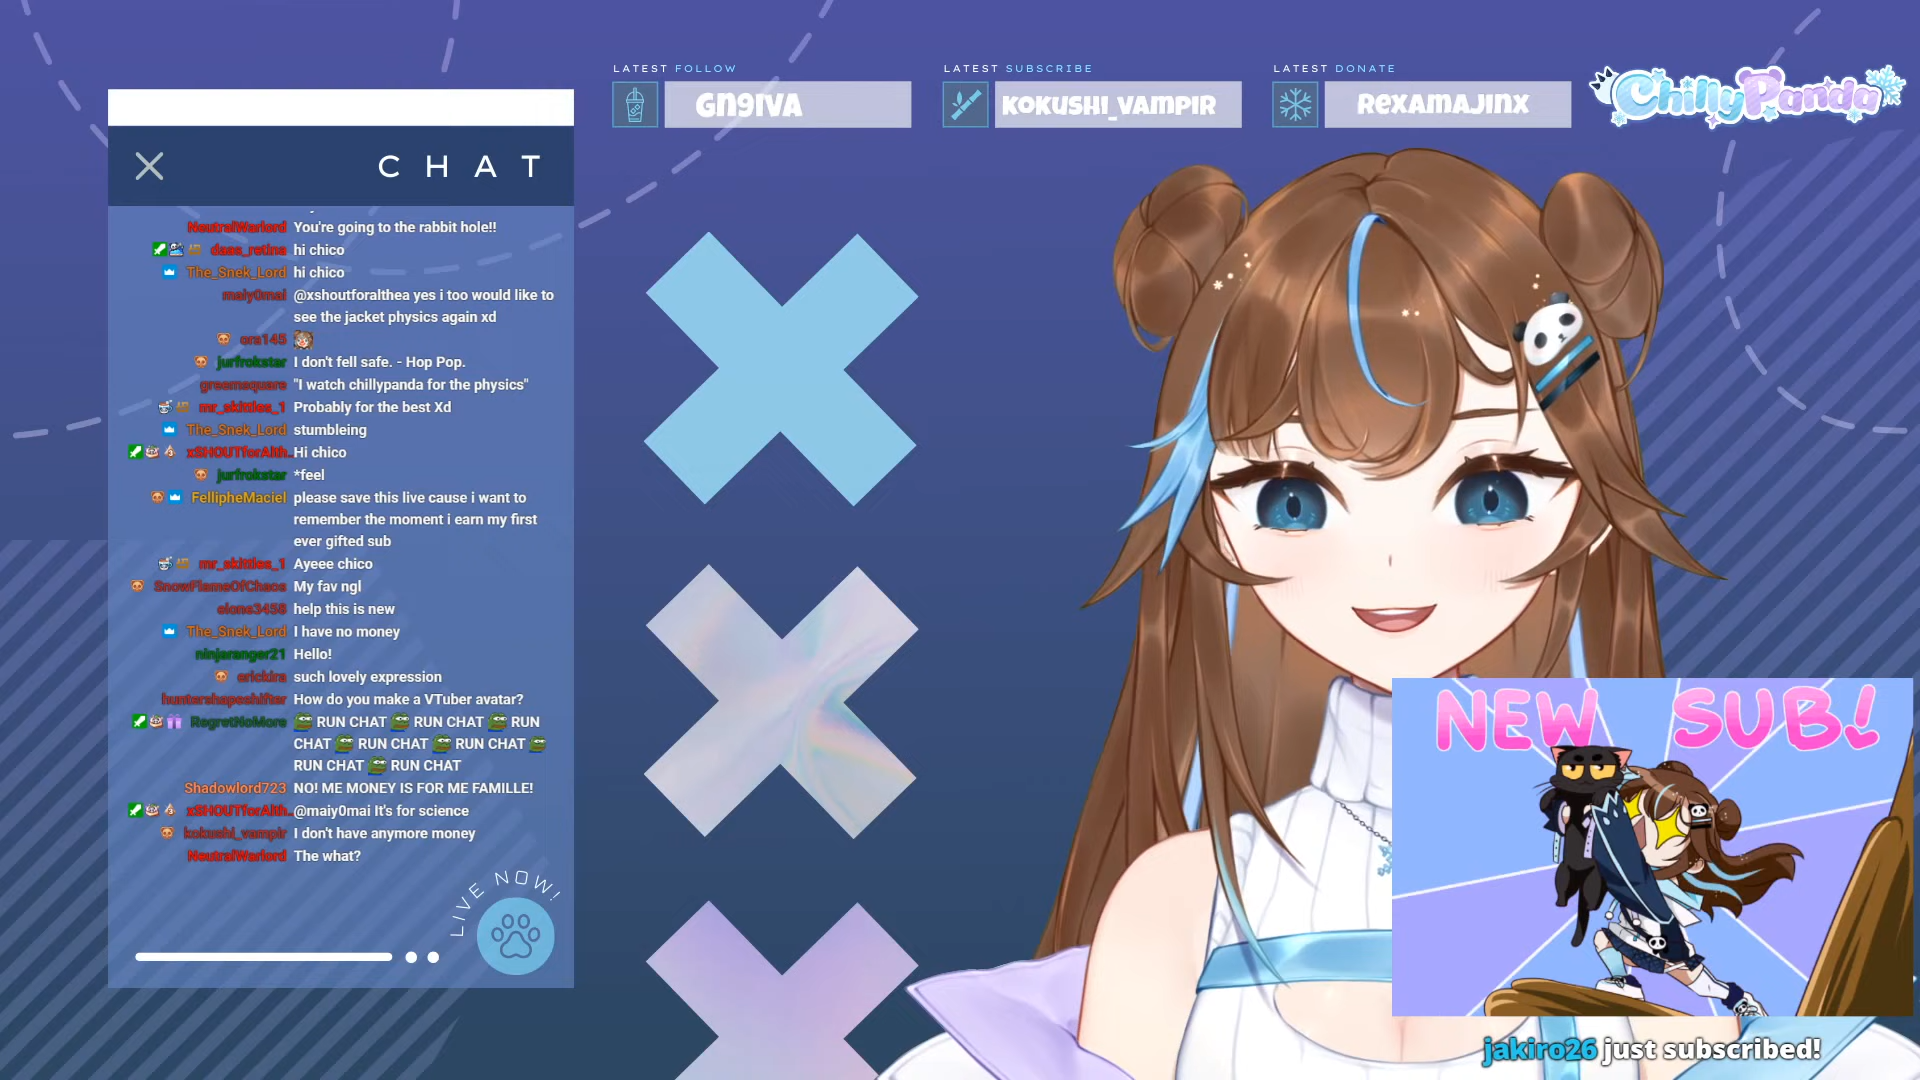 LATEST FOLLOW
GN9IVA
LATEST SUBSCRIBE
KOKUSHI_VAMPIR
LATEST DONATE
REXAMAJINX
ChillyPanda
CHAT
NeutralWarlord You're going to the rabbit hole!!
daas_retina hi chico
The_Snek_Lord hi chico
maiy0mai @xshoutforalthea yes i too would like to
see the jacket physics again xd
ora145
jurfrokstar I don't fell safe. - Hop Pop.
greemsquare "I watch chillypanda for the physics"
mr_skittles_1 Probably for the best Xd
The_Snek_Lord stumbleing
xSHOUTforAlth.. Hi chico
jurfrokstar *feel
FellipheMaciel please save this live cause i want to
remember the moment i earn my first
ever gifted sub
mr_skittles_1 Ayeee chico
SnowFlameOfChaos My fav ngl
elone3458 help this is new
The_Snek_Lord I have no money
ninjaranger21 Hello!
erickira such lovely expression
huntershapeshifter How do you make a VTuber avatar?
RegretNoMore RUN CHAT RUN CHAT RUN
CHAT RUN CHAT RUN CHAT
RUN CHAT RUN CHAT
Shadowlord723 NO! ME MONEY IS FOR ME FAMILLE!
xSHOUTforAlth.. @maiy0mai It's for science
kokushi_vampir I don't have anymore money
NeutralWarlord The what?
LIVE NOW!
NEW SUB!
jakiro26 just subscribed!